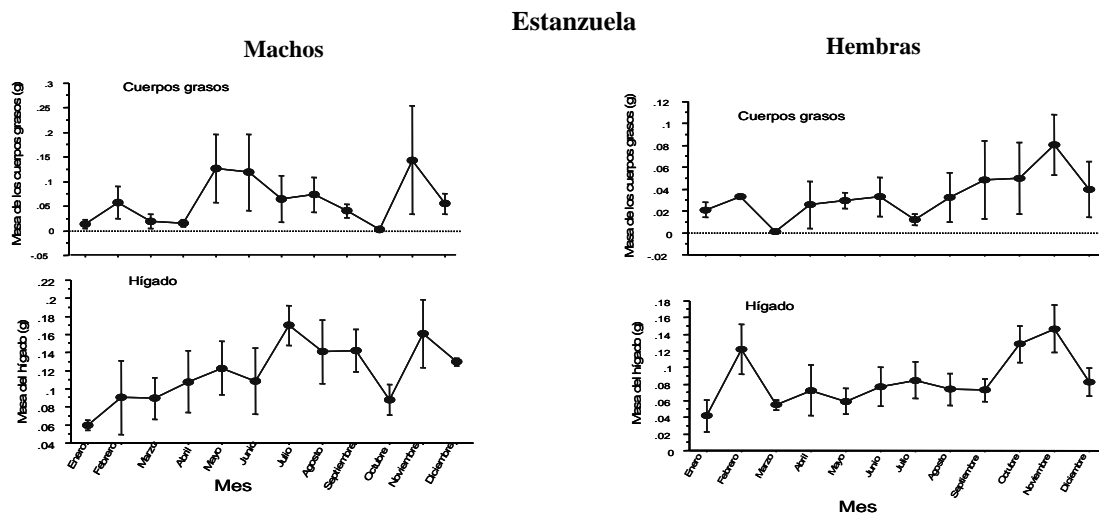 Estanzuela
Machos
Hembras
Cuerpos grasos
Masa de los cuerpos grasos (g)
.3
.25
.2
.15
.1
.05
0
-.05
Hígado
Masa del hígado (g)
.22
.2
.18
.16
.14
.12
.1
.08
.06
.04
Enero
Febrero
Marzo
Abril
Mayo
Junio
Julio
Agosto
Septiembre
Octubre
Noviembre
Diciembre
Mes
Cuerpos grasos
Masa de los cuerpos grasos (g)
.12
.1
.08
.06
.04
.02
0
-.02
Hígado
Masa del hígado (g)
.18
.16
.14
.12
.1
.08
.06
.04
.02
0
Enero
Febrero
Marzo
Abril
Mayo
Junio
Julio
Agosto
Septiembre
Octubre
Noviembre
Diciembre
Mes